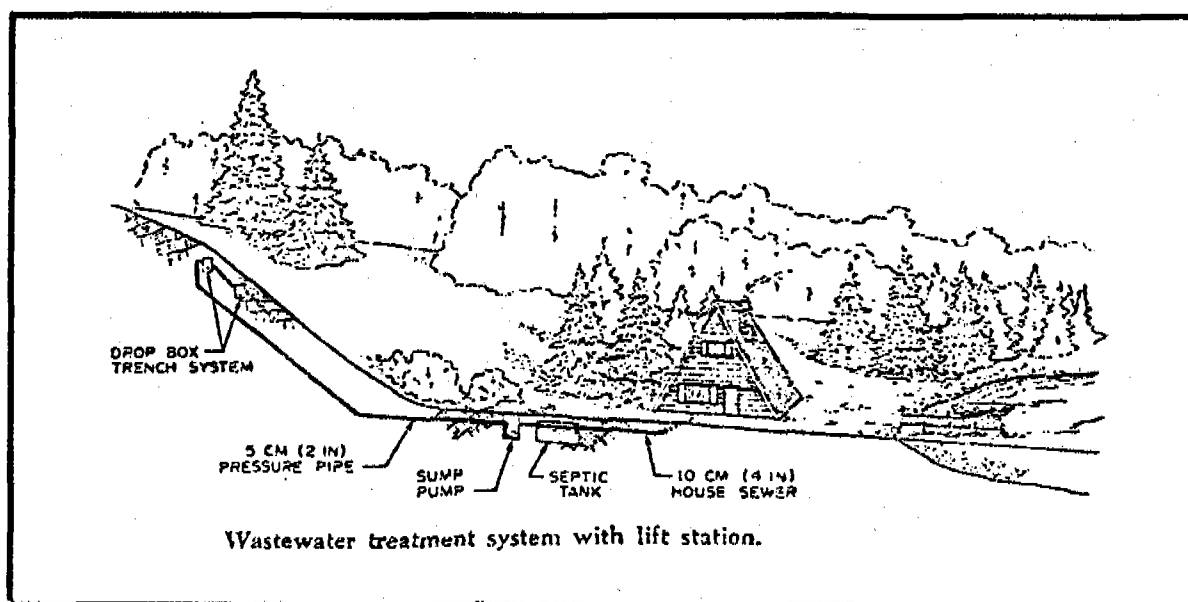 DROP BOX
TRENCH SYSTEM
5 CM (2 IN)
PRESSURE PIPE
SUMP
PUMP
SEPTIC
TANK
10 CM (4 IN)
HOUSE SEWER
Wastewater treatment system with lift station.